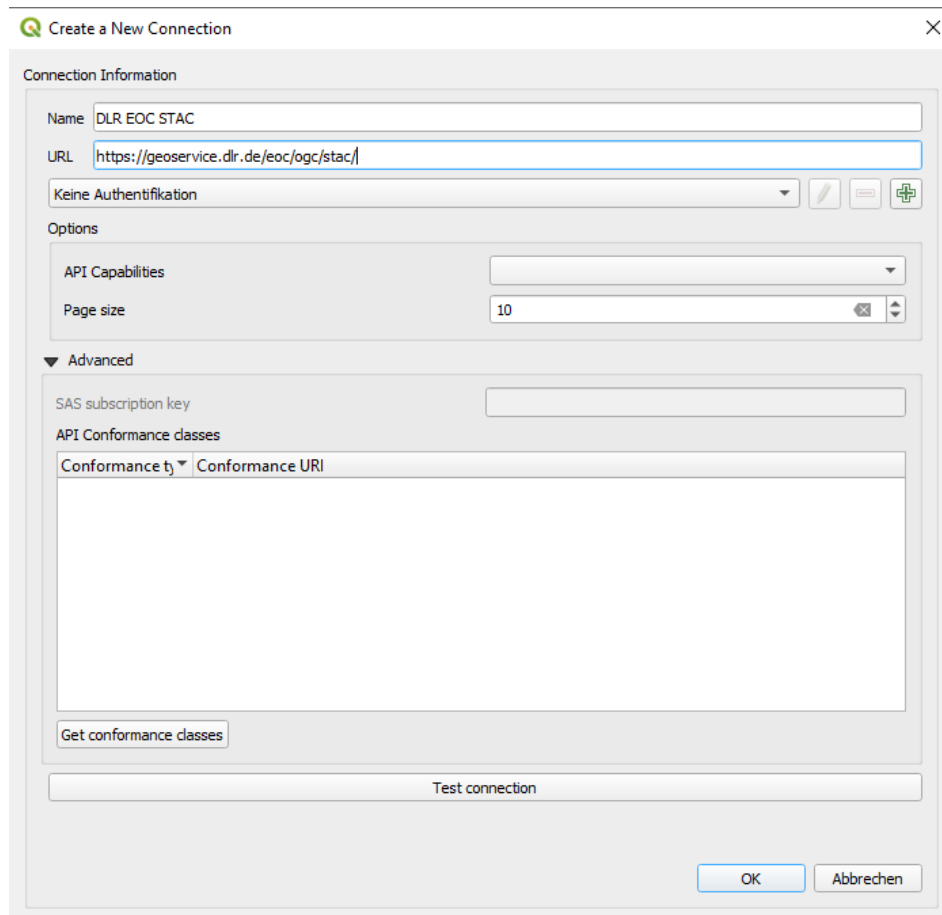 Create a New Connection
Connection Information
Name DLR EOC STAC
URL https://geoservice.dlr.de/eoc/ogc/stac/
Keine Authentifikation
Options
API Capabilities
Page size 10
Advanced
SAS subscription key
API Conformance classes
Conformance ty Conformance URI
Get conformance classes
Test connection
OK Abbrechen